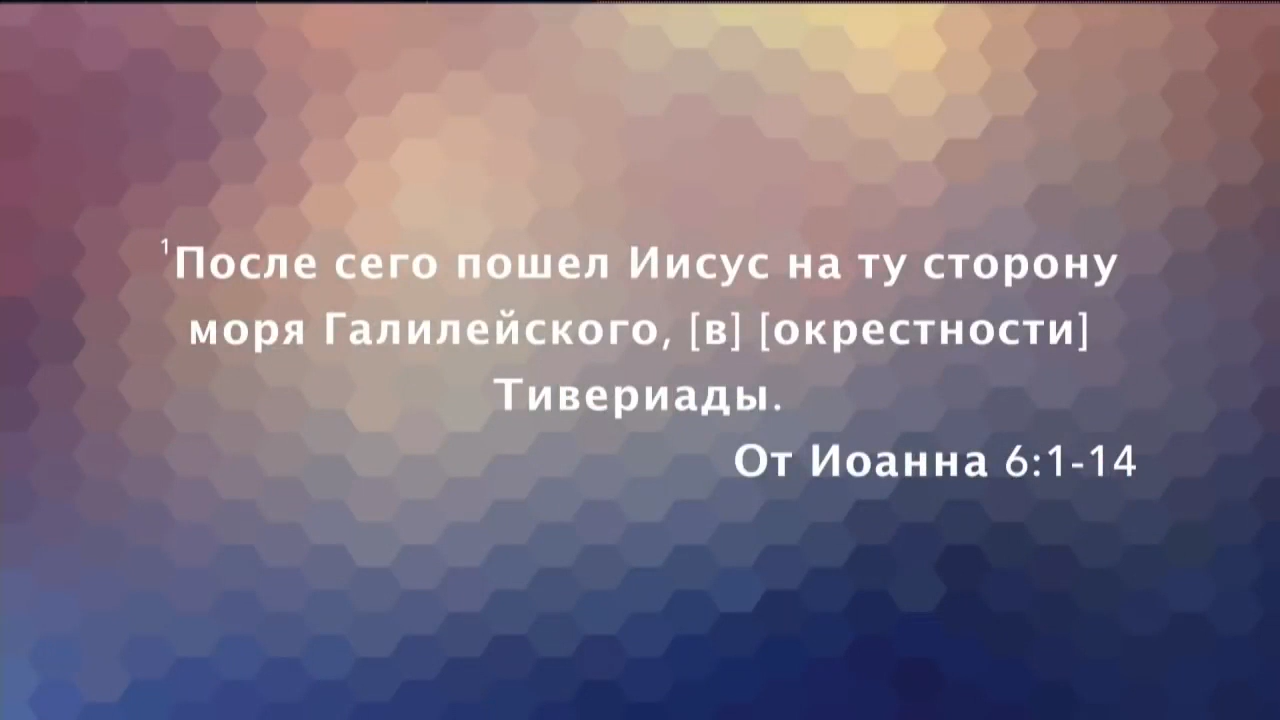 ¹После сего пошел Иисус на ту сторону
моря Галилейского, [в] [окрестности]
Тивериады.
От Иоанна 6:1-14